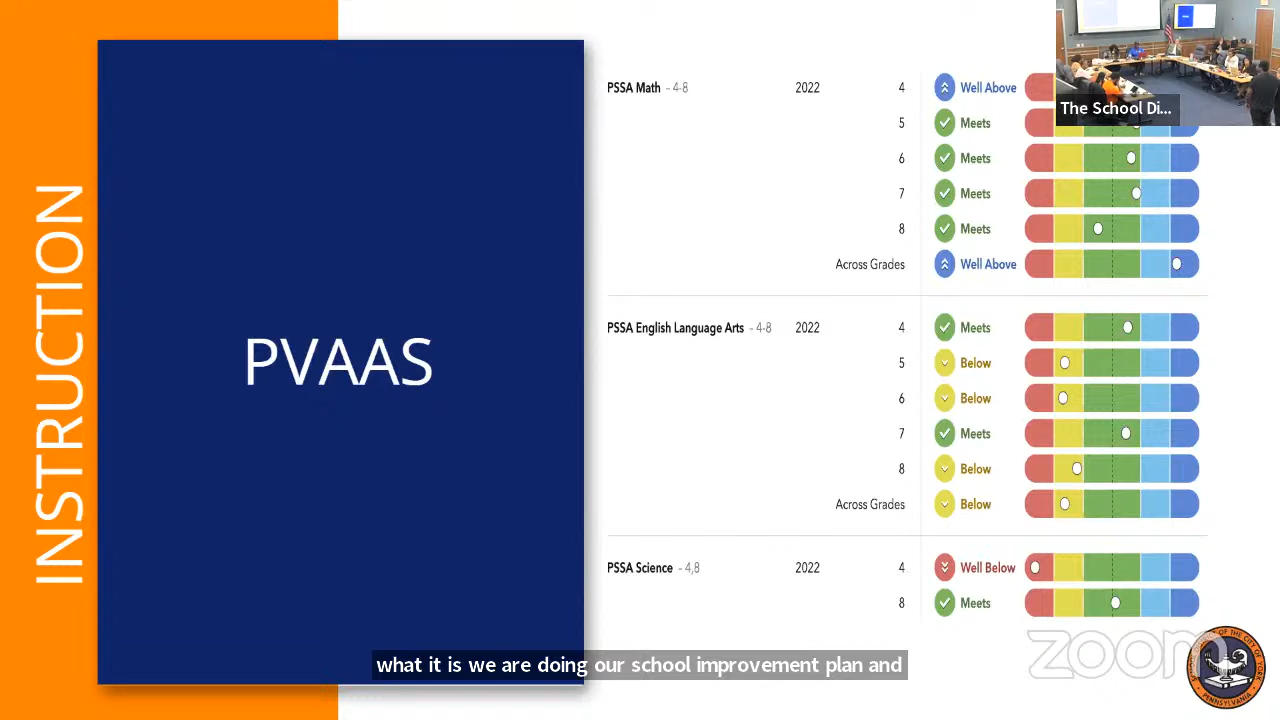 INSTRUCTION
PVAAS
PSSA Math - 4-8 2022 4 Well Above
5 Meets
6 Meets
7 Meets
8 Meets
Across Grades Well Above
PSSA English Language Arts - 4-8 2022 4 Meets
5 Below
6 Below
7 Meets
8 Below
Across Grades Below
PSSA Science - 4,8 2022 4 Well Below
8 Meets
The School Di...
what it is we are doing our school improvement plan and
zoom
PENNSYLVANIA